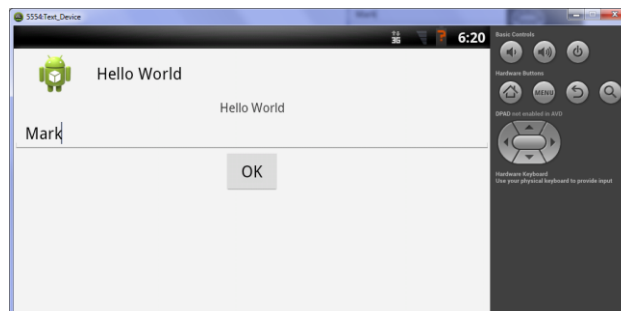 5554:Text_Device
6:20
Hello World
Hello World
Mark
OK
Basic Controls
Hardware Buttons
MENU
DPAD not enabled in AVD
Hardware Keyboard
Use your physical keyboard to provide input